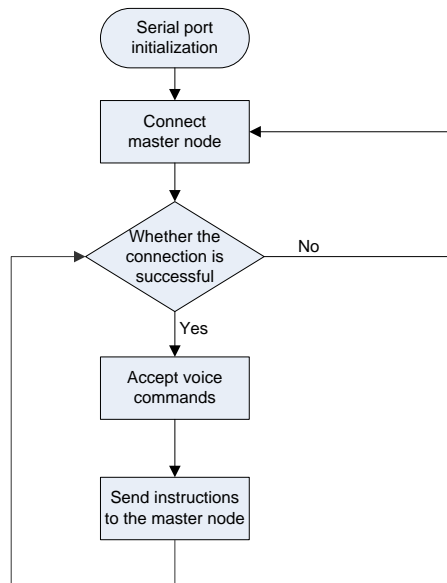 Serial port
initialization
Connect
master node
Whether the
connection is
successful
No
Yes
Accept voice
commands
Send instructions
to the master node